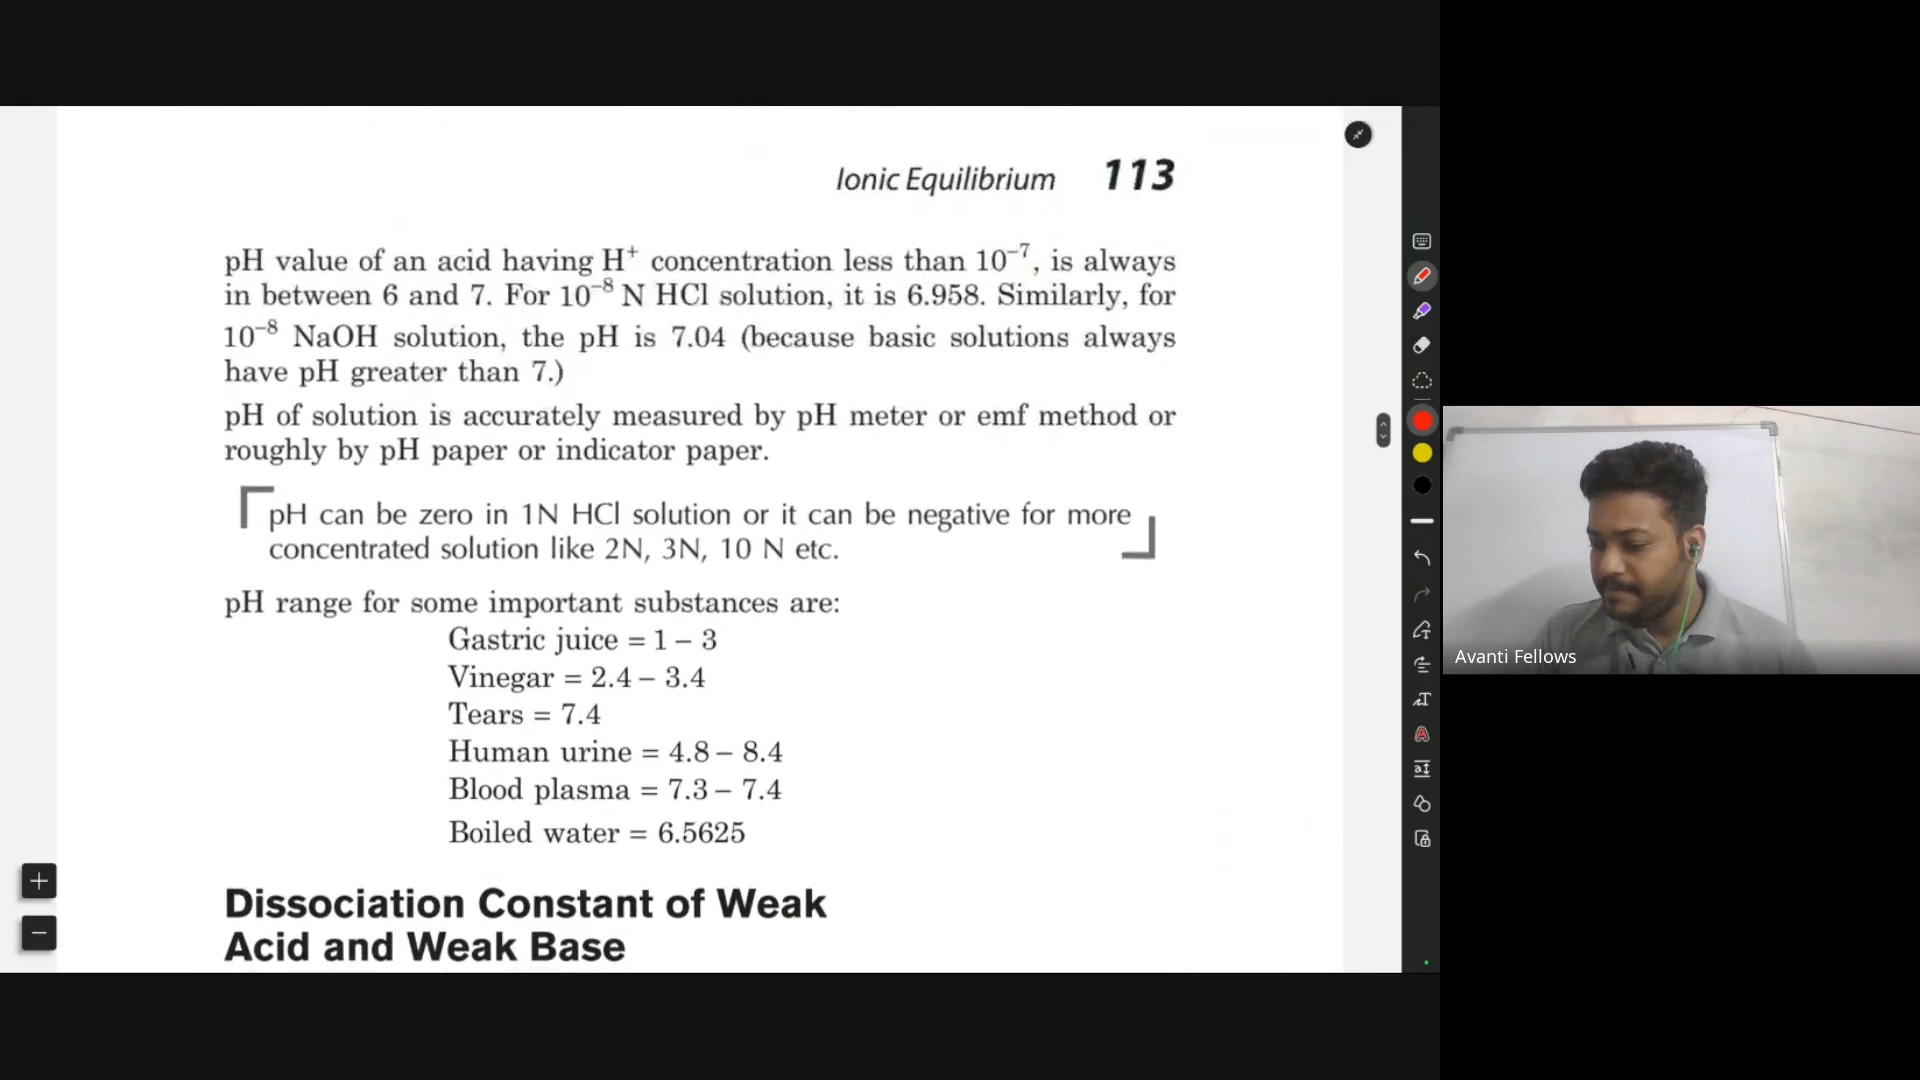 Ionic Equilibrium 113
pH value of an acid having H⁺ concentration less than 10⁻⁷, is always
in between 6 and 7. For 10⁻⁸ N HCl solution, it is 6.958. Similarly, for
10⁻⁸ NaOH solution, the pH is 7.04 (because basic solutions always
have pH greater than 7.)
pH of solution is accurately measured by pH meter or emf method or
roughly by pH paper or indicator paper.
pH can be zero in 1N HCl solution or it can be negative for more
concentrated solution like 2N, 3N, 10 N etc.
pH range for some important substances are:
Gastric juice = 1 – 3
Vinegar = 2.4 – 3.4
Tears = 7.4
Human urine = 4.8 – 8.4
Blood plasma = 7.3 – 7.4
Boiled water = 6.5625
Dissociation Constant of Weak
Acid and Weak Base
Avanti Fellows